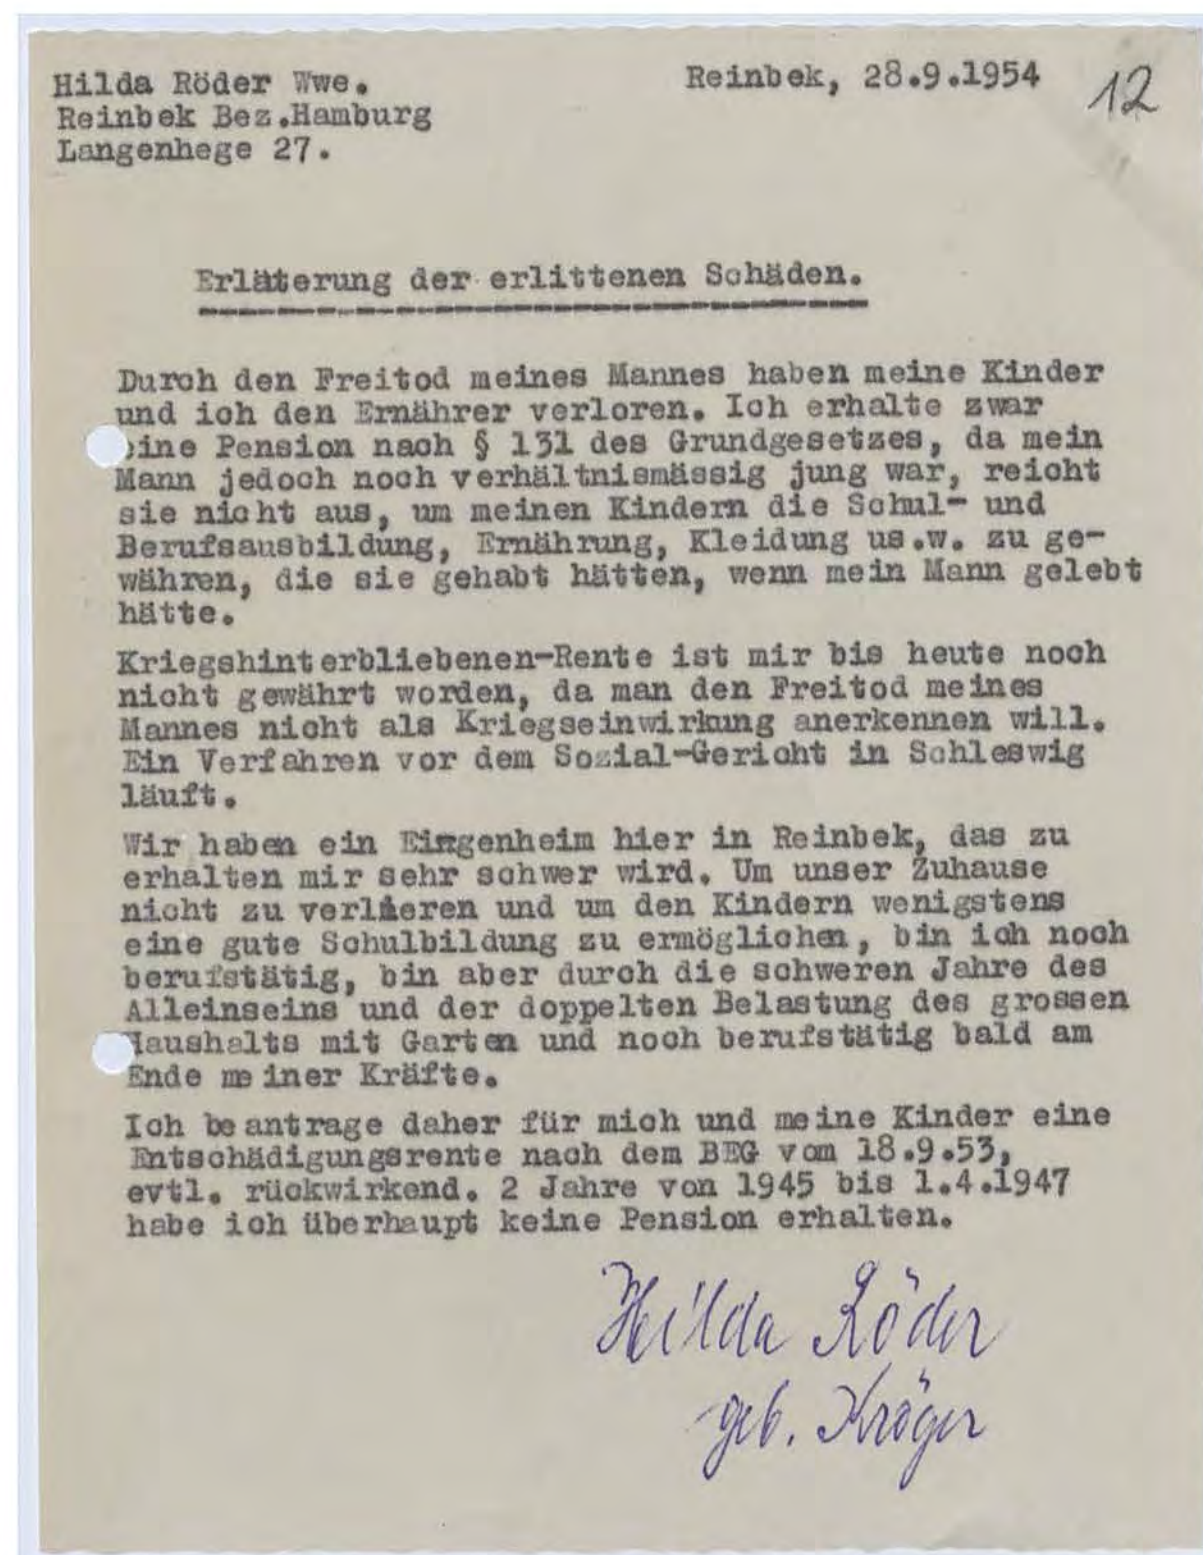 Hilda Röder Wwe.
Reinbek Bez.Hamburg
Langenhege 27.
Reinbek, 28.9.1954
12
Erläterung der erlittenen Schäden.
Durch den Freitod meines Mannes haben meine Kinder
und ich den Ernährer verloren. Ich erhalte zwar
eine Pension nach § 131 des Grundgesetzes, da mein
Mann jedoch noch verhältnismässig jung war, reicht
sie nicht aus, um meinen Kindern die Schul- und
Berufsausbildung, Ernährung, Kleidung us.w. zu ge-
währen, die sie gehabt hätten, wenn mein Mann gelebt
hätte.
Kriegshinterbliebenen-Rente ist mir bis heute noch
nicht gewährt worden, da man den Freitod meines
Mannes nicht als Kriegseinwirkung anerkennen will.
Ein Verfahren vor dem Sozial-Gericht in Schleswig
läuft.
Wir haben ein Eingenheim hier in Reinbek, das zu
erhalten mir sehr schwer wird. Um unser Zuhause
nicht zu verlieren und um den Kindern wenigstens
eine gute Schulbildung zu ermöglichen, bin ich noch
berufstätig, bin aber durch die schweren Jahre des
Alleinseins und der doppelten Belastung des grossen
Haushalts mit Garten und noch berufstätig bald am
Ende meiner Kräfte.
Ich beantrage daher für mich und meine Kinder eine
Entschädigungsrente nach dem BEG vom 18.9.53,
evtl. rückwirkend. 2 Jahre von 1945 bis 1.4.1947
habe ich überhaupt keine Pension erhalten.
Hilda Röder
geb. Kröger